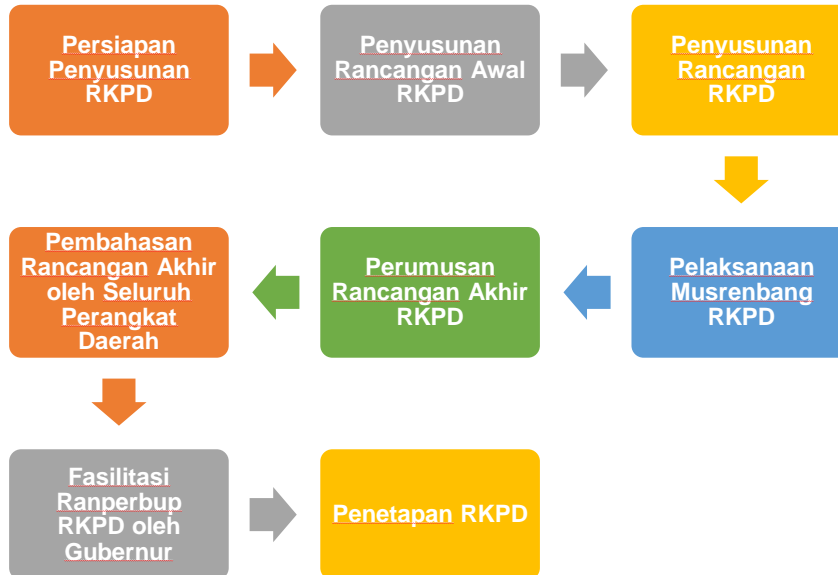 Persiapan
Penyusunan
RKPD
Penyusunan
Rancangan Awal
RKPD
Penyusunan
Rancangan
RKPD
Pelaksanaan
Musrenbang
RKPD
Perumusan
Rancangan Akhir
RKPD
Pembahasan
Rancangan Akhir
oleh Seluruh
Perangkat
Daerah
Fasilitasi
Ranperbup
RKPD oleh
Gubernur
Penetapan RKPD